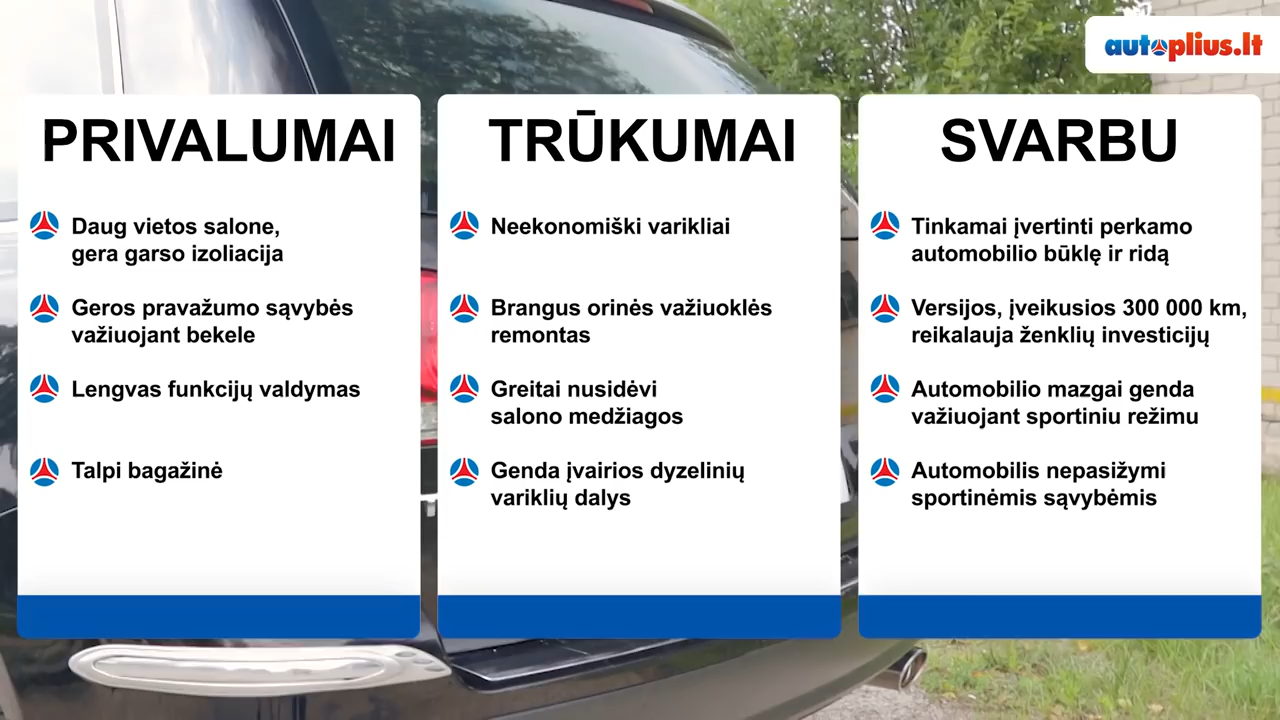 autoplius.lt
PRIVALUMAI
Daug vietos salone,
gera garso izoliacija
Geros pravažumo sąvybės
važiuojant bekele
Lengvas funkcijų valdymas
Talpi bagažinė
TRŪKUMAI
Neekonomiški varikliai
Brangus orinės važiuoklės
remontas
Greitai nusidėvi
salono medžiagos
Genda įvairios dyzelinių
variklių dalys
SVARBU
Tinkamai įvertinti perkamo
automobilio būklę ir ridą
Versijos, įveikusios 300 000 km,
reikalauja ženklių investicijų
Automobilio mazgai genda
važiuojant sportiniu režimu
Automobilis nepasižymi
sportinėmis sąvybėmis